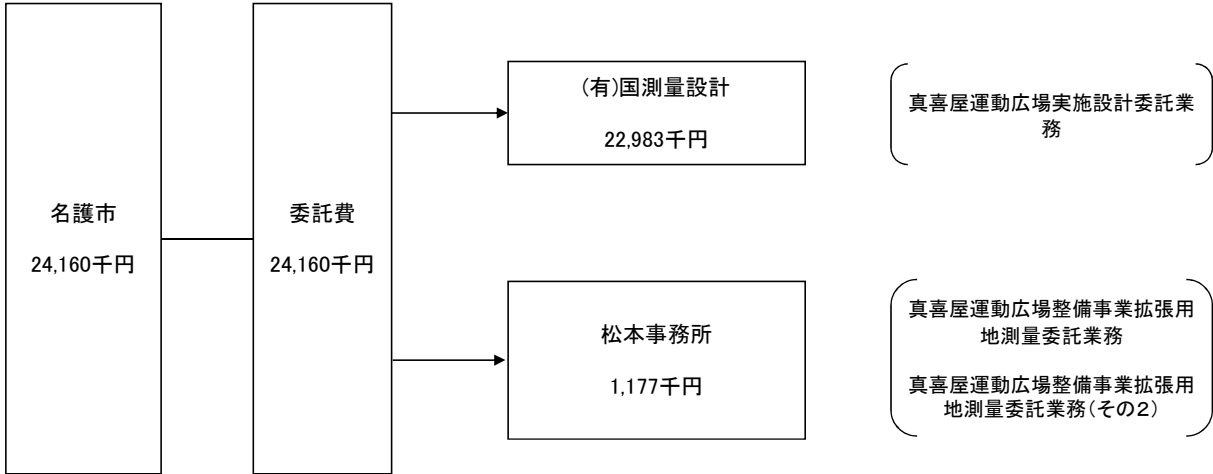 名護市
24,160千円
委託費
24,160千円
(有)国測量設計
22,983千円
真喜屋運動広場実施設計委託業
務
松本事務所
1,177千円
真喜屋運動広場整備事業拡張用
地測量委託業務
真喜屋運動広場整備事業拡張用
地測量委託業務(その2)